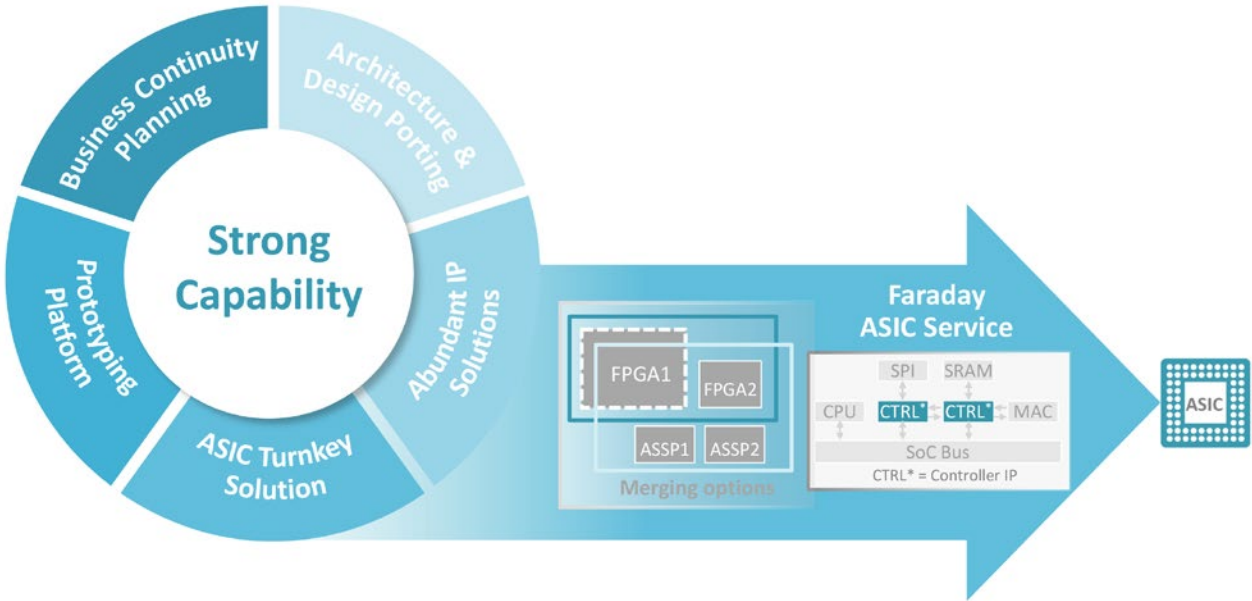 Business Continuity
Planning
Architecture &
Design Porting
Prototyping
Platform
Abundant IP
Solutions
ASIC Turnkey
Solution
Strong
Capability
FPGA1
FPGA2
ASSP1
ASSP2
Merging options
Faraday
ASIC Service
SPI
SRAM
CPU
CTRL*
CTRL*
MAC
SoC Bus
CTRL* = Controller IP
ASIC